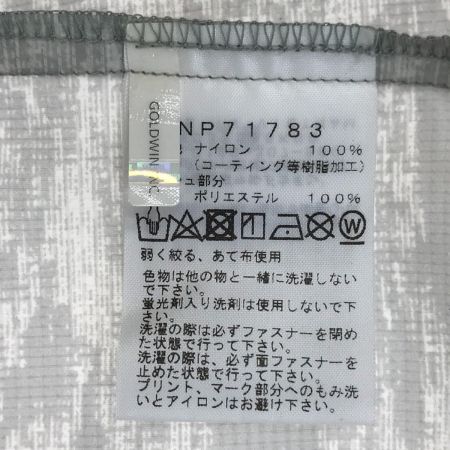 GOLDWIN INC.
NP71783
ナイロン 100%
(コーティング等樹脂加工)
ュ部分
ポリエステル 100%
W
弱く絞る、あて布使用
色物は他の物と一緒に洗濯しない
で下さい。
蛍光剤入り洗剤は使用しないで下
さい。
洗濯の際は必ずファスナーを閉め
た状態で行って下さい。
洗濯の際は、必ず面ファスナーを
止めた状態で行って下さい。
プリント、マーク部分へのもみ洗
いとアイロンはお避け下さい。